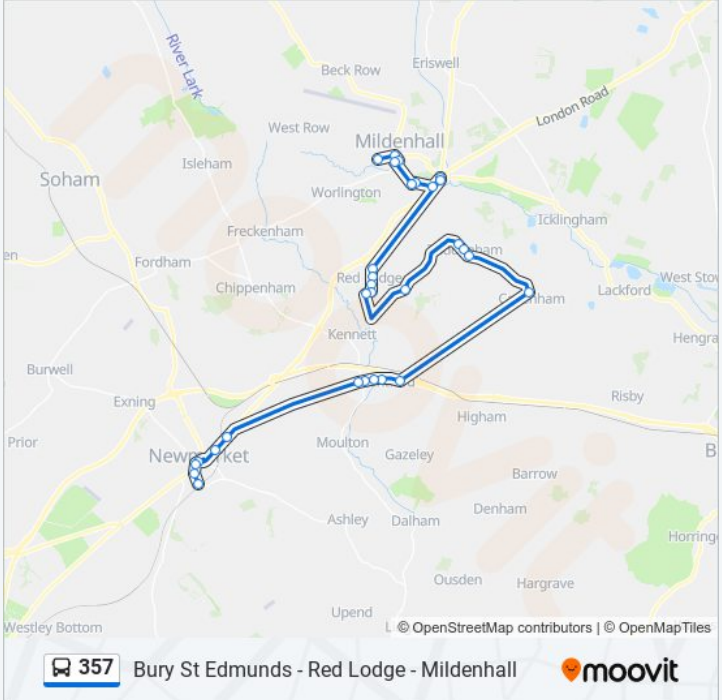 River Lark
Eriswell
Beck Row
London Road
West Row
Mildenhall
Isleham
Soham
Worlington
Icklingham
Freckenham
Fordham
Red Lodge
West Stow
Chippenham
Lackford
Kennett
Hengra
Burwell
Exning
Risby
Higham
Prior
Moulton
Newmarket
Gazeley
B
Barrow
Denham
Ashley
Dalham
Horring
Ousden
Hargrave
Upend
Westley Bottom
© OpenStreetMap contributors | © OpenMapTiles
357 Bury St Edmunds - Red Lodge - Mildenhall
moovit